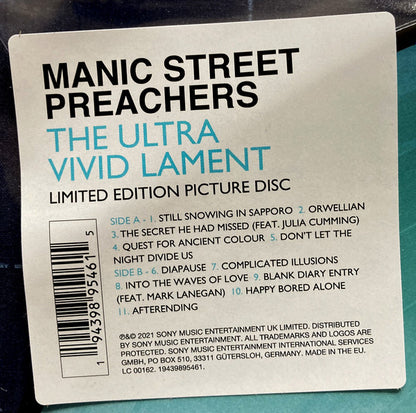 MANIC STREET
PREACHERS
THE ULTRA
VIVID LAMENT
LIMITED EDITION PICTURE DISC
SIDE A - 1. STILL SNOWING IN SAPPORO 2. ORWELLIAN
3. THE SECRET HE HAD MISSED (FEAT. JULIA CUMMING)
4. QUEST FOR ANCIENT COLOUR 5. DON'T LET THE
NIGHT DIVIDE US
SIDE B - 6. DIAPAUSE 7. COMPLICATED ILLUSIONS
8. INTO THE WAVES OF LOVE 9. BLANK DIARY ENTRY
(FEAT. MARK LANEGAN) 10. HAPPY BORED ALONE
11. AFTERENDING
1 94398 95461 5
℗&© 2021 SONY MUSIC ENTERTAINMENT UK LIMITED. DISTRIBUTED
BY SONY MUSIC ENTERTAINMENT. ALL TRADEMARKS AND LOGOS ARE
PROTECTED. SONY MUSIC ENTERTAINMENT INTERNATIONAL SERVICES
GMBH, PO BOX 510, 33311 GÜTERSLOH, GERMANY. MADE IN THE EU.
LC 00162. 19439895461.